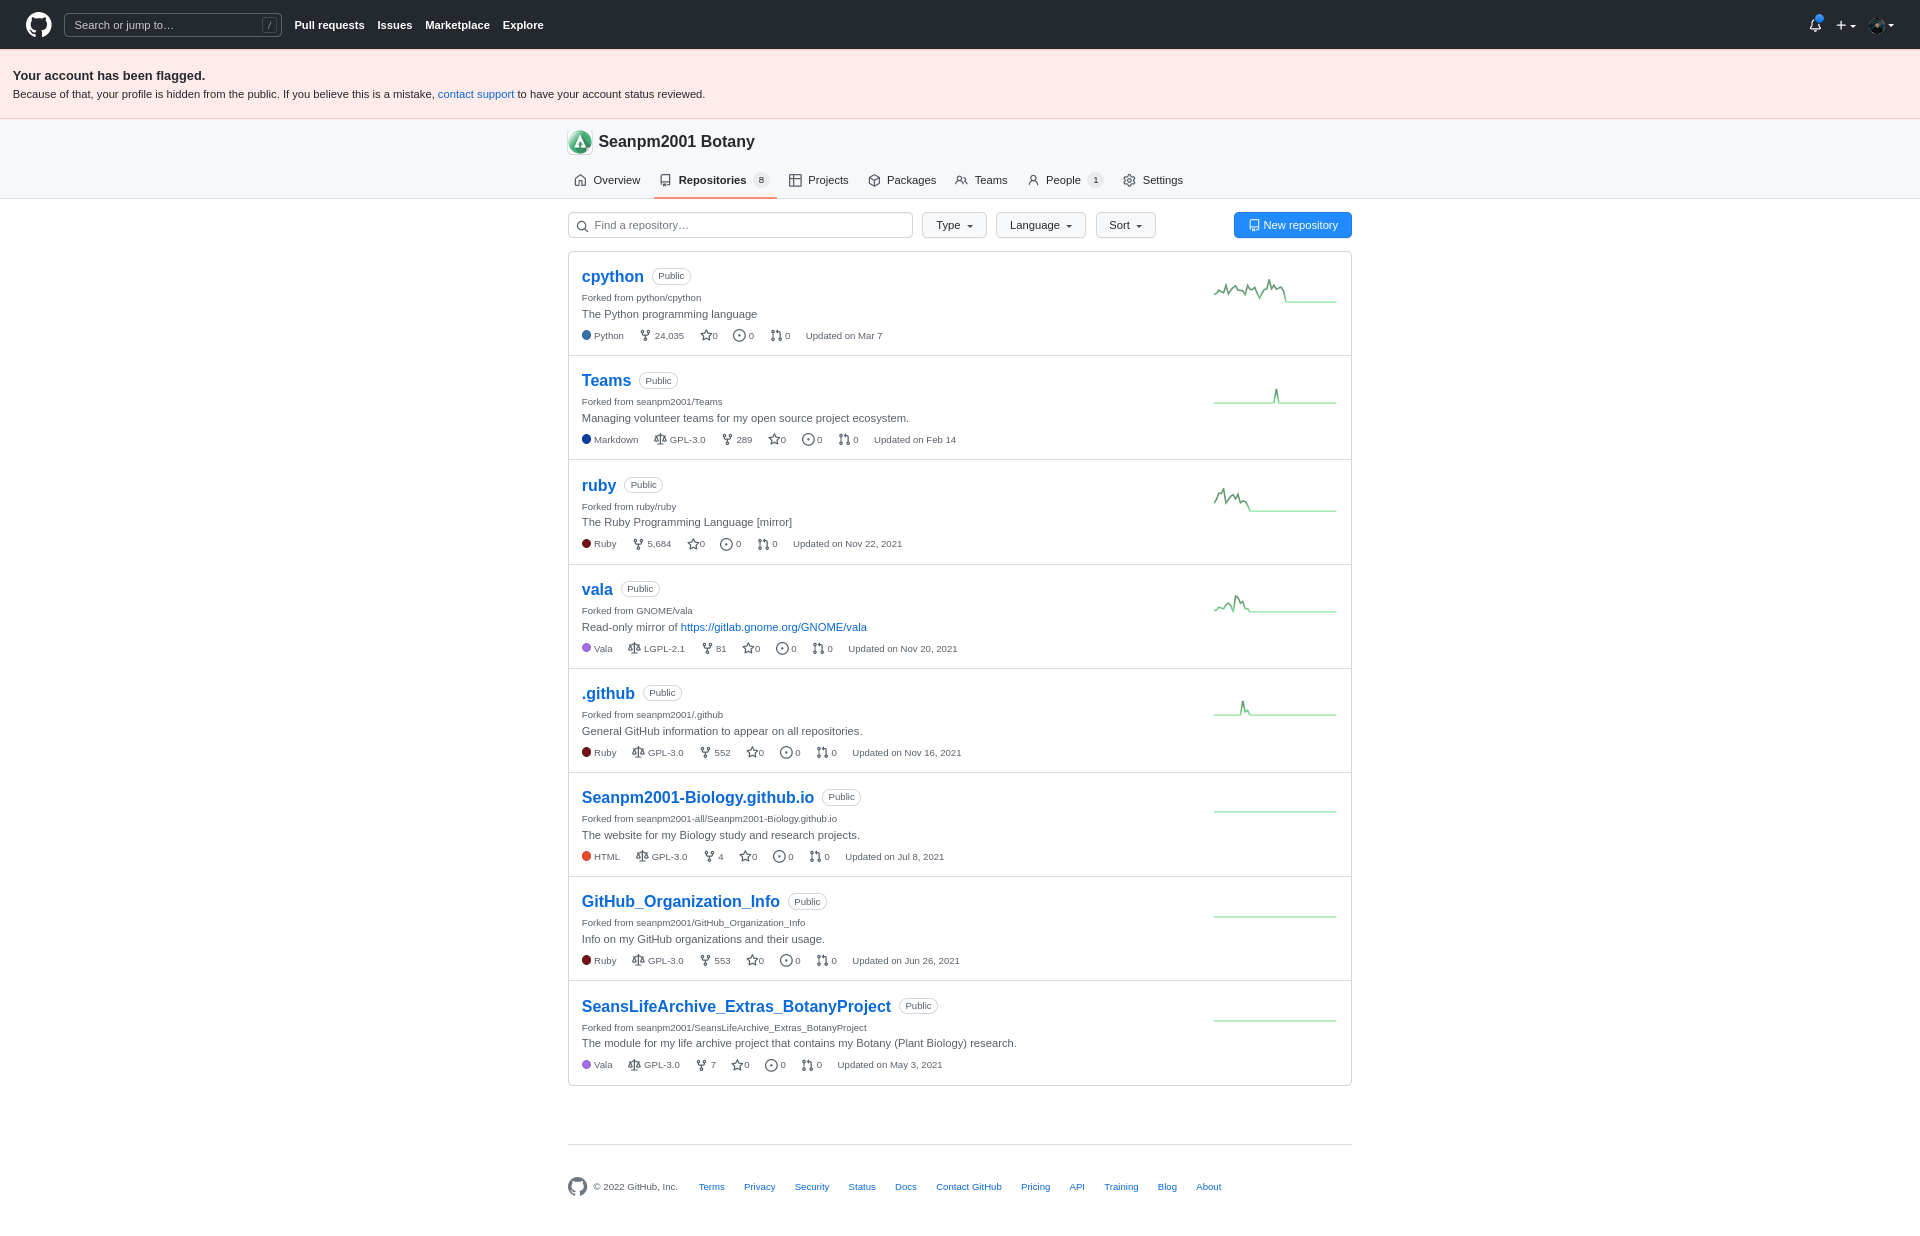 Search or jump to… /
Pull requests Issues Marketplace Explore
Your account has been flagged.
Because of that, your profile is hidden from the public. If you believe this is a mistake, contact support to have your account status reviewed.
Seanpm2001 Botany
Overview Repositories 8 Projects Packages Teams People 1 Settings
Find a repository… Type Language Sort New repository
cpython Public
Forked from python/cpython
The Python programming language
Python 24,035 0 0 0 Updated on Mar 7
Teams Public
Forked from seanpm2001/Teams
Managing volunteer teams for my open source project ecosystem.
Markdown GPL-3.0 289 0 0 0 Updated on Feb 14
ruby Public
Forked from ruby/ruby
The Ruby Programming Language [mirror]
Ruby 5,684 0 0 0 Updated on Nov 22, 2021
vala Public
Forked from GNOME/vala
Read-only mirror of https://gitlab.gnome.org/GNOME/vala
Vala LGPL-2.1 81 0 0 0 Updated on Nov 20, 2021
.github Public
Forked from seanpm2001/.github
General GitHub information to appear on all repositories.
Ruby GPL-3.0 552 0 0 0 Updated on Nov 16, 2021
Seanpm2001-Biology.github.io Public
Forked from seanpm2001-all/Seanpm2001-Biology.github.io
The website for my Biology study and research projects.
HTML GPL-3.0 4 0 0 0 Updated on Jul 8, 2021
GitHub_Organization_Info Public
Forked from seanpm2001/GitHub_Organization_Info
Info on my GitHub organizations and their usage.
Ruby GPL-3.0 553 0 0 0 Updated on Jun 26, 2021
SeansLifeArchive_Extras_BotanyProject Public
Forked from seanpm2001/SeansLifeArchive_Extras_BotanyProject
The module for my life archive project that contains my Botany (Plant Biology) research.
Vala GPL-3.0 7 0 0 0 Updated on May 3, 2021
© 2022 GitHub, Inc. Terms Privacy Security Status Docs Contact GitHub Pricing API Training Blog About